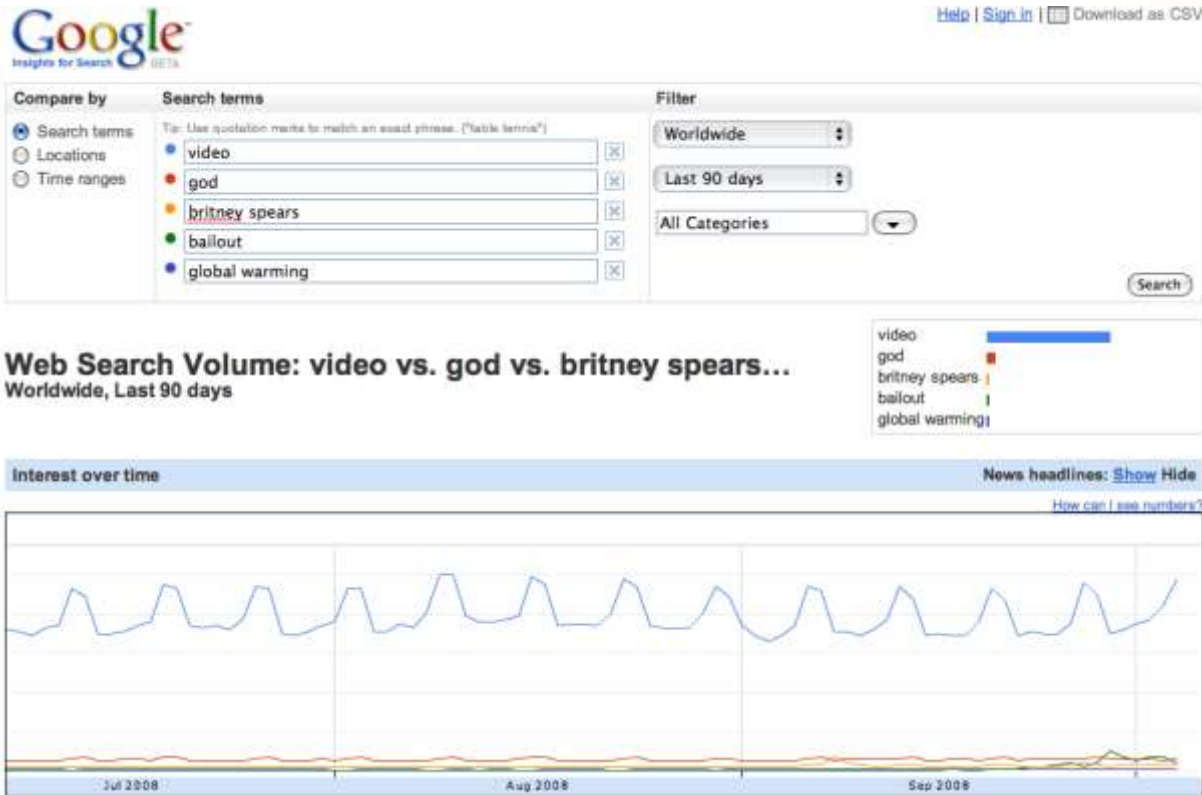 Google
Insights for Search BETA
Help | Sign in | Download as CSV
Compare by
Search terms
Filter
Search terms
Locations
Time ranges
Tip: Use quotation marks to match an exact phrase. ("table tennis")
video
god
britney spears
bailout
global warming
Worldwide
Last 90 days
All Categories
Search
Web Search Volume: video vs. god vs. britney spears...
Worldwide, Last 90 days
video
god
britney spears
bailout
global warming
Interest over time
News headlines: Show Hide
How can I see numbers?
Jul 2008
Aug 2008
Sep 2008